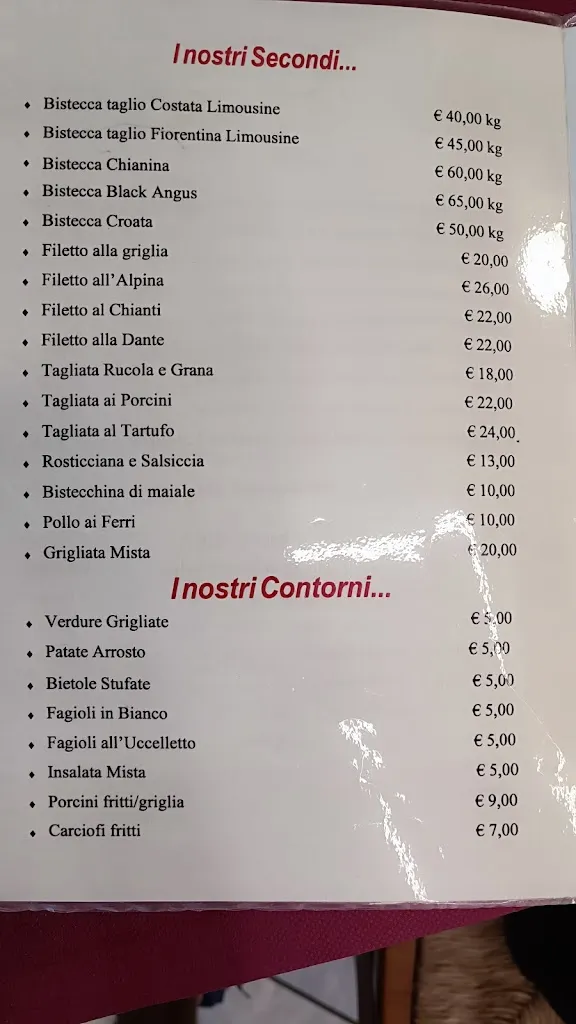 I nostri Secondi...
♦ Bistecca taglio Costata Limousine € 40,00 kg
♦ Bistecca taglio Fiorentina Limousine € 45,00 kg
♦ Bistecca Chianina € 60,00 kg
♦ Bistecca Black Angus € 65,00 kg
♦ Bistecca Croata € 50,00 kg
♦ Filetto alla griglia € 20,00
♦ Filetto all'Alpina € 26,00
♦ Filetto al Chianti € 22,00
♦ Filetto alla Dante € 22,00
♦ Tagliata Rucola e Grana € 18,00
♦ Tagliata ai Porcini € 22,00
♦ Tagliata al Tartufo € 24,00
♦ Rosticciana e Salsiccia € 13,00
♦ Bistecchina di maiale € 10,00
♦ Pollo ai Ferri € 10,00
♦ Grigliata Mista € 20,00
I nostri Contorni...
♦ Verdure Grigliate € 5,00
♦ Patate Arrosto € 5,00
♦ Bietole Stufate € 5,00
♦ Fagioli in Bianco € 5,00
♦ Fagioli all'Uccelletto € 5,00
♦ Insalata Mista € 5,00
♦ Porcini fritti/griglia € 9,00
♦ Carciofi fritti € 7,00